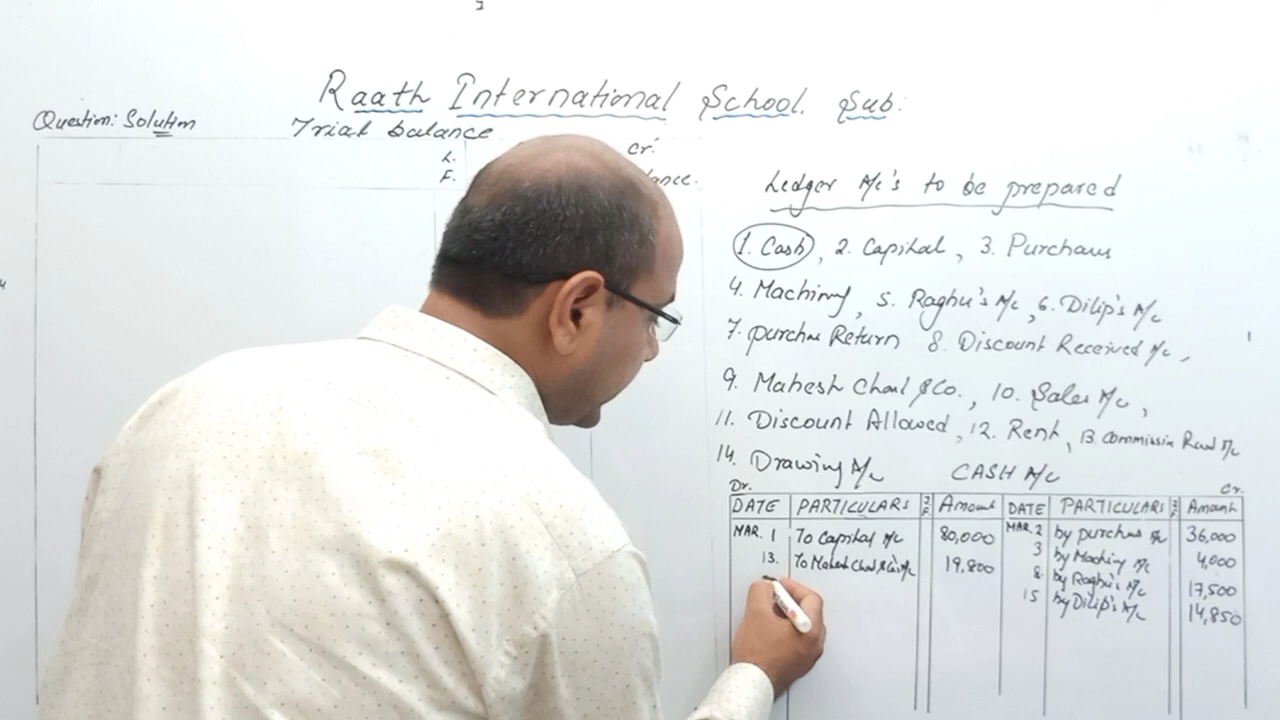 Raath International School. Sub:
Question: Solution
Trial balance
L. F.
Cr.
Ledger A/c's to be prepared
1. Cash, 2. Capital, 3. Purchases
4. Machinery, 5. Raghu's A/c, 6. Dilip's A/c
7. purchase Return 8. Discount Received A/c,
9. Mahesh Chand & Co., 10. Sales A/c,
11. Discount Allowed, 12. Rent, 13. Commission Recd A/c
14. Drawing A/c
CASH A/c
Dr. Cr.
DATE PARTICULARS J F Amount DATE PARTICULARS J F Amount
MAR. 1 To Capital A/c 80,000 MAR. 2 by purchase A/c 36,000
13. To Mahesh Chand & Co's A/c 19,800 3 by Machiny A/c 4,000
8. by Raghu's A/c 17,500
15 by Dilip's A/c 14,850